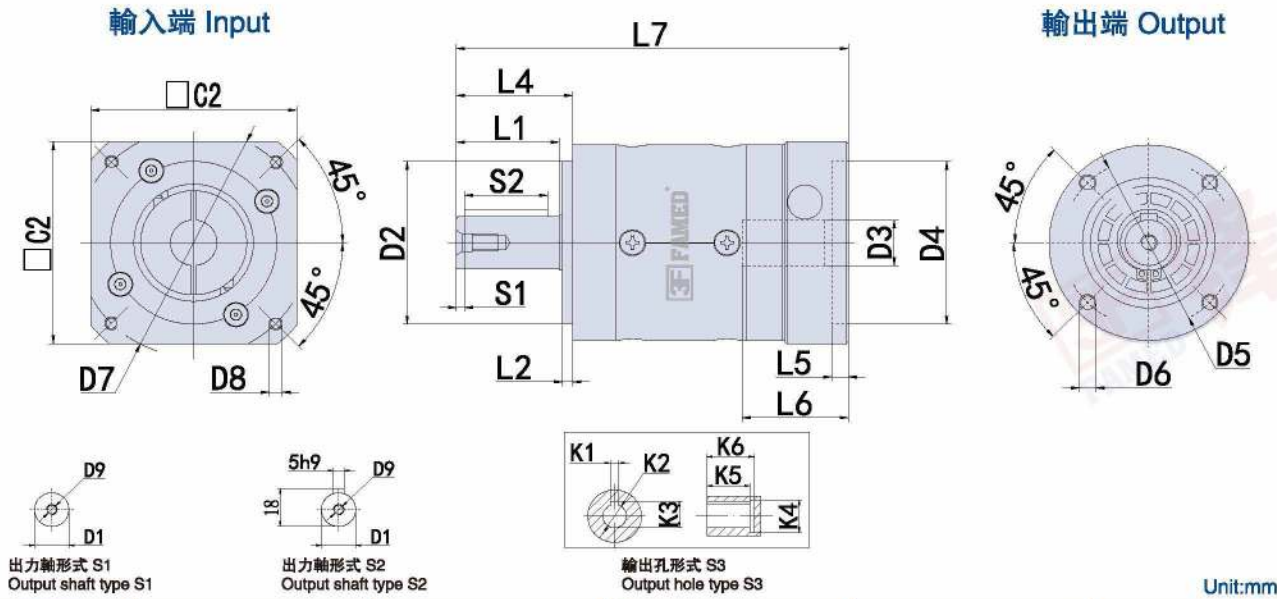 輸入端 Input
L7
輸出端 Output
L4
□C2
L1
S2
45°
□C2
D2
D3
D4
FAMED
45°
45°
45°
S1
D7
D8
L2
L5
L6
D6
D5
5h9
D9
D9
18
D1
D1
K1
K2
K3
K6
K5
K4
出力軸形式 S1
Output shaft type S1
出力軸形式 S2
Output shaft type S2
輸出孔形式 S3
Output hole type S3
Unit:mm